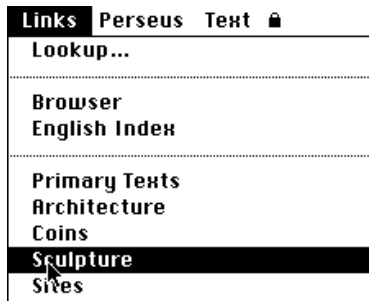 Links Perseus Text
Lookup...
Browser
English Index
Primary Texts
Architecture
Coins
Sculpture
Sites